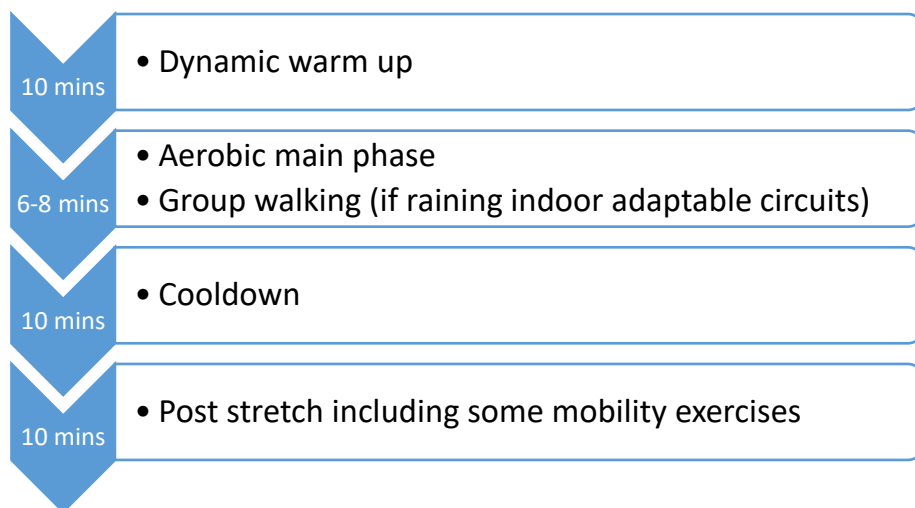 10 mins
• Dynamic warm up
6-8 mins
• Aerobic main phase
• Group walking (if raining indoor adaptable circuits)
10 mins
• Cooldown
10 mins
• Post stretch including some mobility exercises